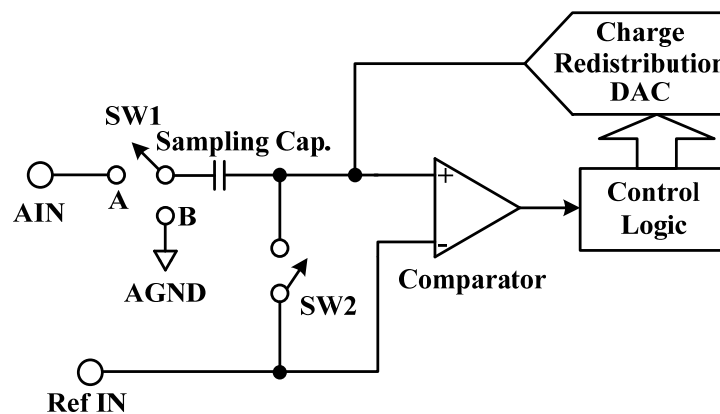 Charge
Redistribution
DAC
SW1
Sampling Cap.
AIN
A
B
AGND
SW2
+
-
Comparator
Control
Logic
Ref IN